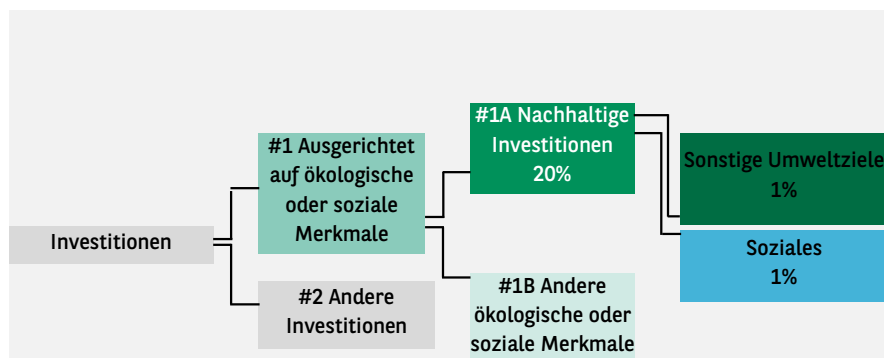 Investitionen
#1 Ausgerichtet
auf ökologische
oder soziale
Merkmale
#2 Andere
Investitionen
#1A Nachhaltige
Investitionen
20%
#1B Andere
ökologische oder
soziale Merkmale
Sonstige Umweltziele
1%
Soziales
1%